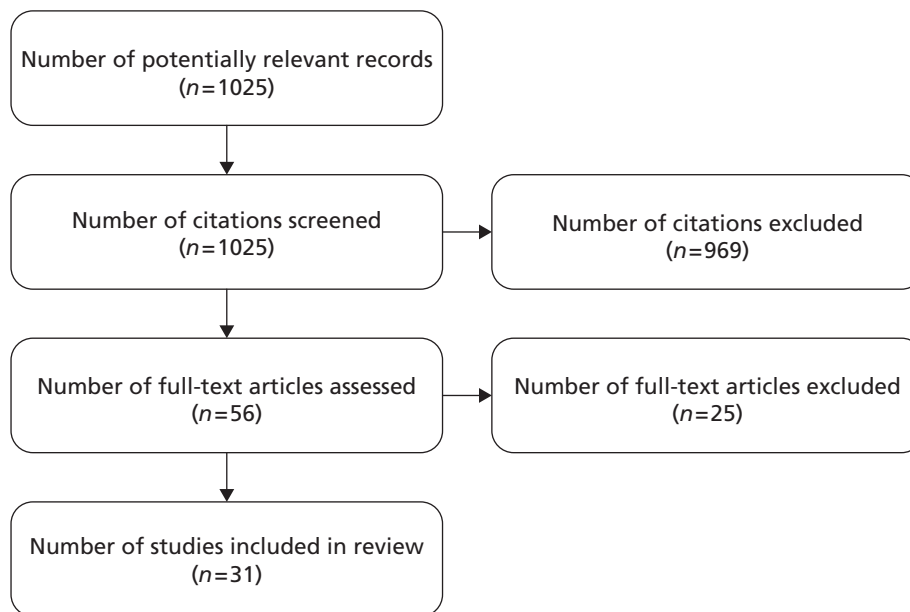 Number of potentially relevant records
(n=1025)
Number of citations screened
(n=1025)
Number of citations excluded
(n=969)
Number of full-text articles assessed
(n=56)
Number of full-text articles excluded
(n=25)
Number of studies included in review
(n=31)